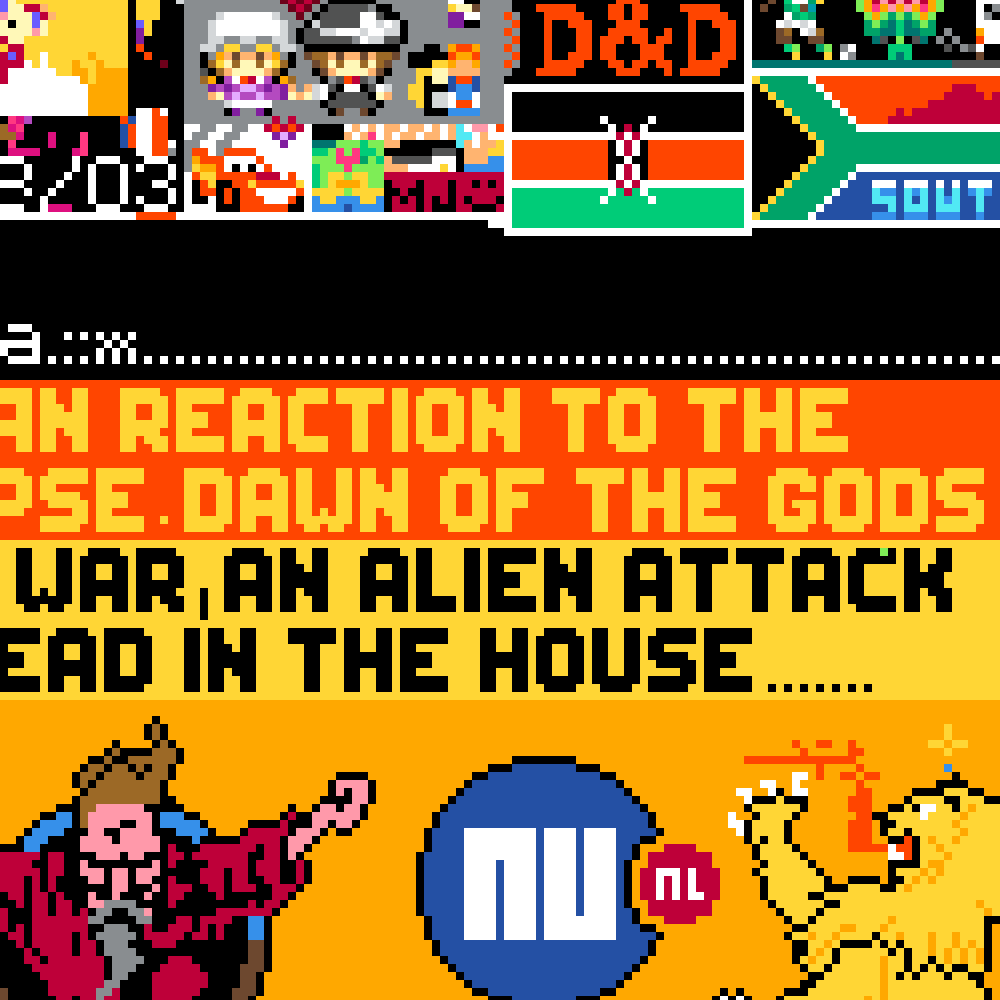 D&D
3/03
SOUT
a
AN REACTION TO THE
PSE.DAWN OF THE GODS
WAR,AN ALIEN ATTACK
EAD IN THE HOUSE.......
nu
nL